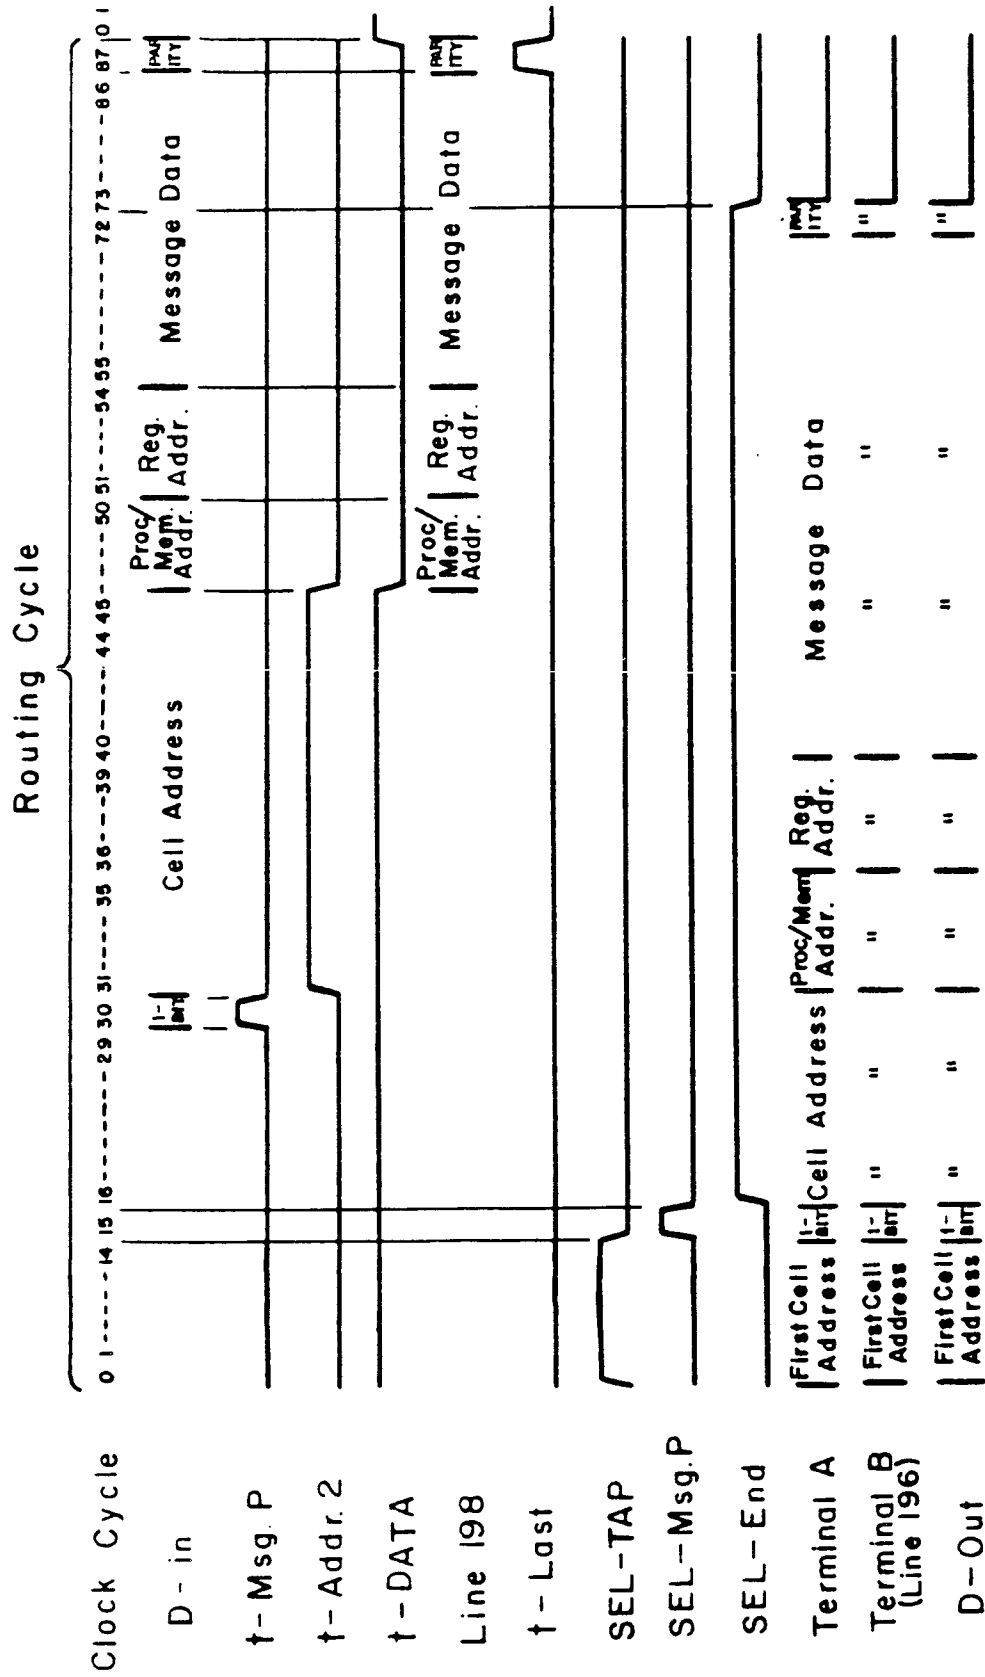 Routing Cycle
Clock Cycle 0 1----14 15 16------29 30 31----35 36--39 40----44 45---50 51---54 55------72 73----86 87 0 1
D-in |1-BIT| Cell Address |Proc/Mem. Addr.| Reg. Addr.| Message Data |PARITY|
t-Msg. P
t-Addr. 2
t-DATA
Line 198 |Proc/Mem. Addr.| Reg. Addr.| Message Data |PARITY|
t-Last
SEL-TAP
SEL-Msg.P
SEL-End
Terminal A |First Cell Address|1-BIT|Cell Address|Proc/Mem Addr.|Reg. Addr.| Message Data |PARITY|
Terminal B (Line 196) |First Cell Address|1-BIT| " " | " | " | " " | " |
D-Out |First Cell Address|1-BIT| " " | " | " | " " | " |